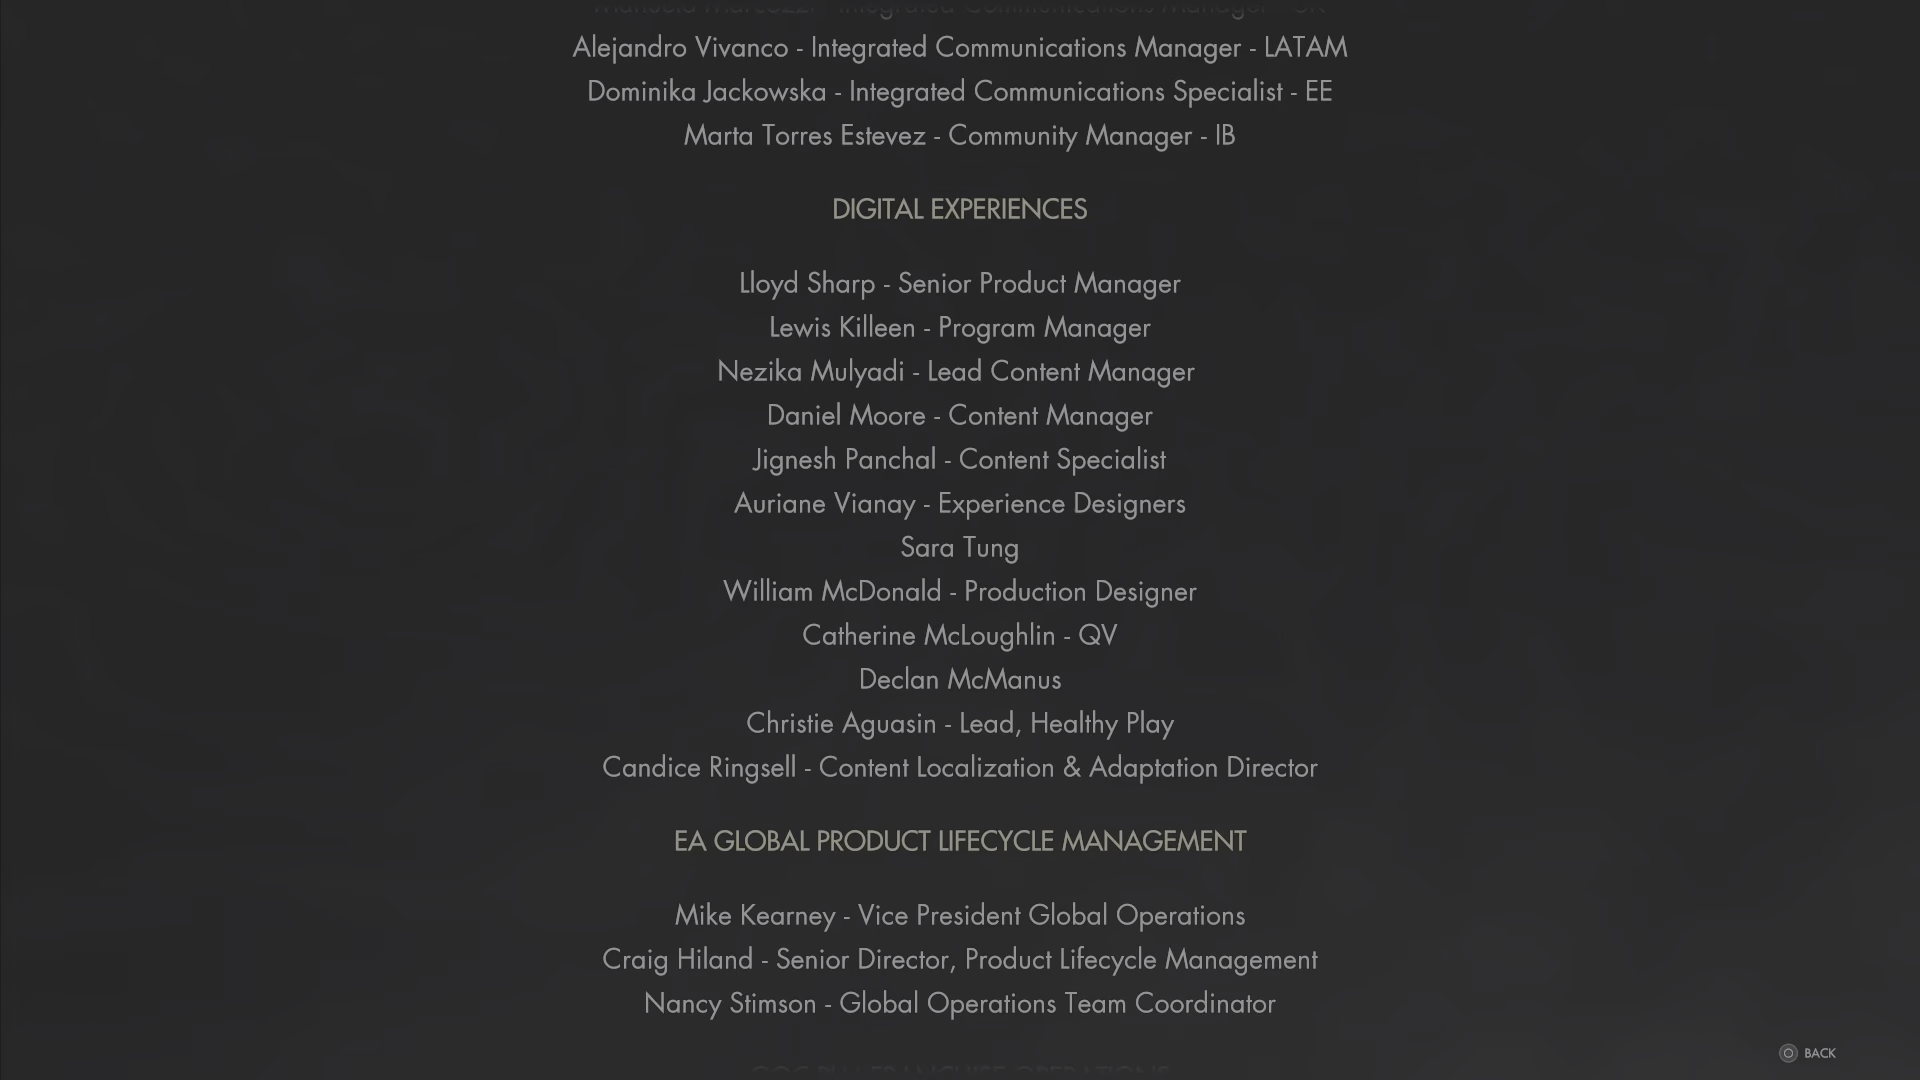 Alejandro Vivanco - Integrated Communications Manager - LATAM
Dominika Jackowska - Integrated Communications Specialist - EE
Marta Torres Estevez - Community Manager - IB
DIGITAL EXPERIENCES
Lloyd Sharp - Senior Product Manager
Lewis Killeen - Program Manager
Nezika Mulyadi - Lead Content Manager
Daniel Moore - Content Manager
Jignesh Panchal - Content Specialist
Auriane Vianay - Experience Designers
Sara Tung
William McDonald - Production Designer
Catherine McLoughlin - QV
Declan McManus
Christie Aguasin - Lead, Healthy Play
Candice Ringsell - Content Localization & Adaptation Director
EA GLOBAL PRODUCT LIFECYCLE MANAGEMENT
Mike Kearney - Vice President Global Operations
Craig Hiland - Senior Director, Product Lifecycle Management
Nancy Stimson - Global Operations Team Coordinator
BACK